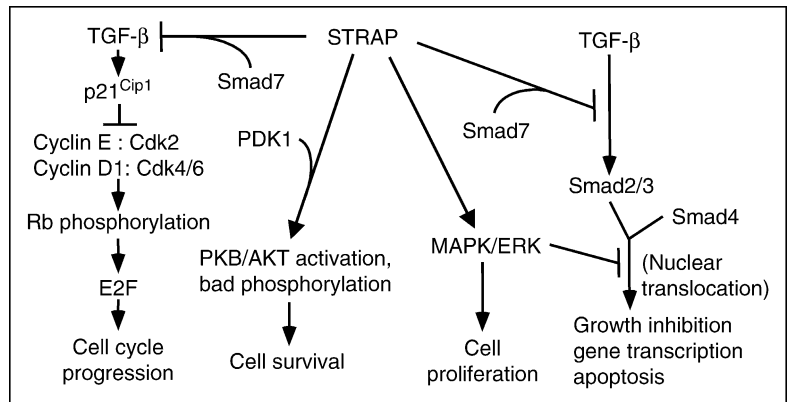 TGF-β
STRAP
TGF-β
Smad7
p21Cip1
Smad7
PDK1
Cyclin E : Cdk2
Cyclin D1: Cdk4/6
Smad2/3
Rb phosphorylation
Smad4
PKB/AKT activation,
bad phosphorylation
MAPK/ERK
(Nuclear
translocation)
E2F
Growth inhibition
gene transcription
apoptosis
Cell cycle
progression
Cell survival
Cell
proliferation